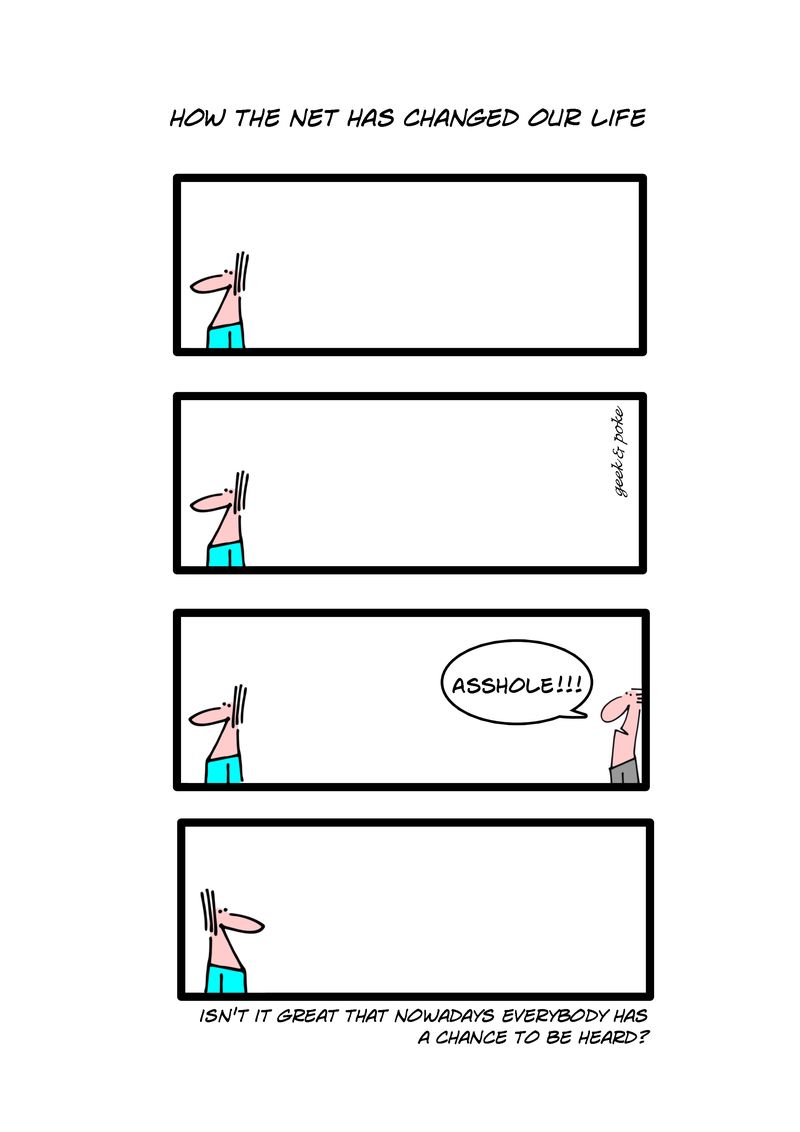 HOW THE NET HAS CHANGED OUR LIFE
geek & poke
ASSHOLE!!!
ISN'T IT GREAT THAT NOWADAYS EVERYBODY HAS
A CHANCE TO BE HEARD?